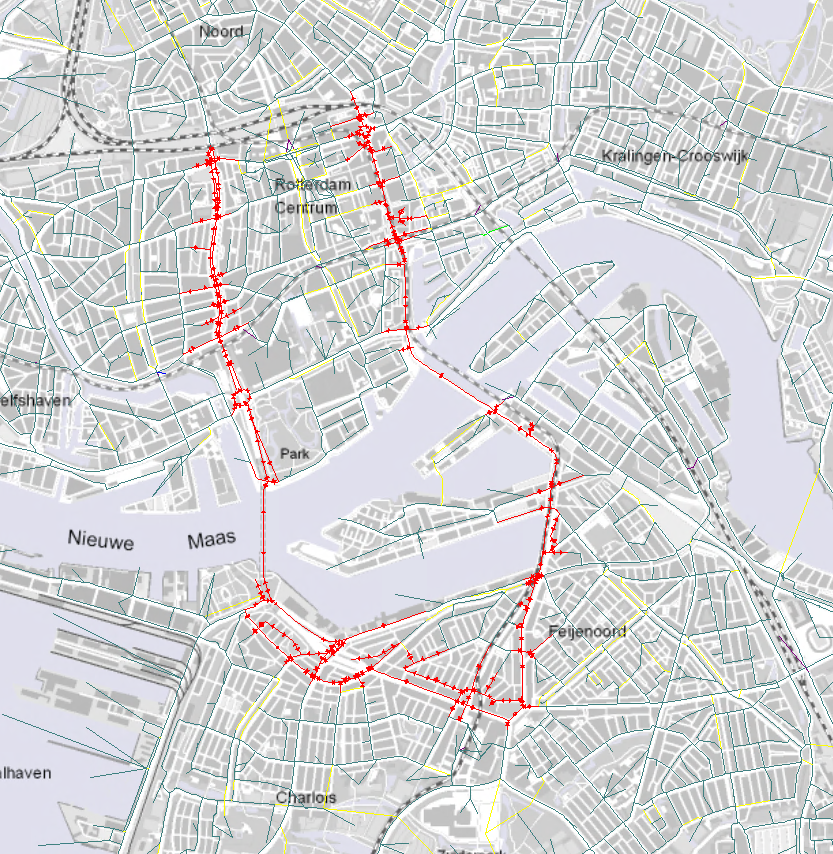 Noord
Kralingen-Crooswijk
Rotterdam
Centrum
elfshaven
Park
Nieuwe Maas
Feijenoord
alhaven
Charlois